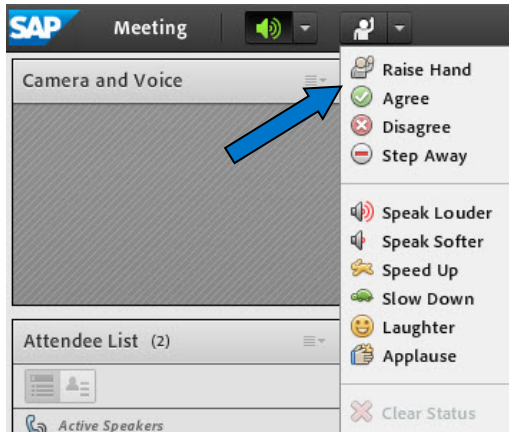 SAP Meeting
Camera and Voice
Raise Hand
Agree
Disagree
Step Away
Speak Louder
Speak Softer
Speed Up
Slow Down
Laughter
Applause
Clear Status
Attendee List (2)
Active Speakers